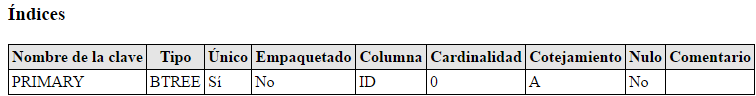 Índices
Nombre de la clave Tipo Único Empaquetado Columna Cardinalidad Cotejamiento Nulo Comentario
PRIMARY BTREE Sí No ID 0 A No